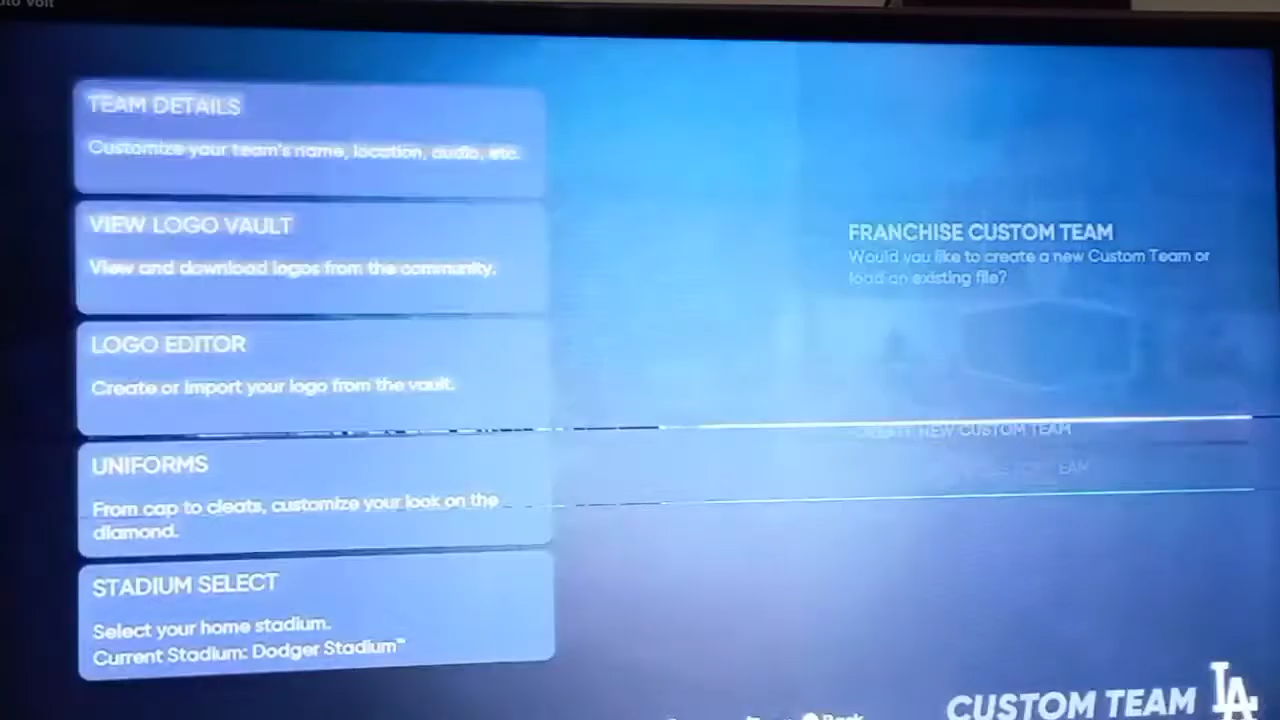 TEAM DETAILS
Customize your team's name, location, audio, etc.
VIEW LOGO VAULT
View and download logos from the community.
LOGO EDITOR
Create or import your logo from the vault.
UNIFORMS
From cap to cleats, customize your look on the
diamond.
STADIUM SELECT
Select your home stadium.
Current Stadium: Dodger Stadium™
FRANCHISE CUSTOM TEAM
Would you like to create a new Custom Team or
load an existing file?
CREATE NEW CUSTOM TEAM
TEAM
CUSTOM TEAM LA
Back